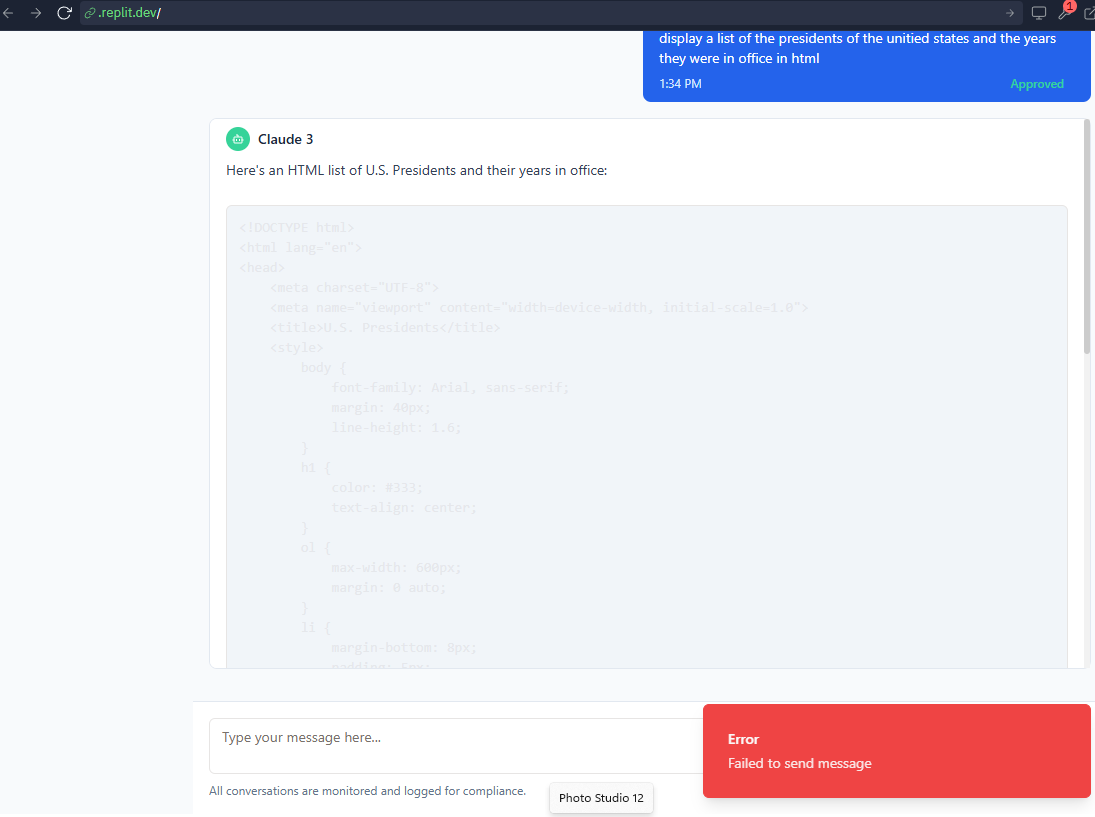 .replit.dev/
1
display a list of the presidents of the unitied states and the years
they were in office in html
1:34 PM
Approved
Claude 3
Here's an HTML list of U.S. Presidents and their years in office:
<!DOCTYPE html>
<html lang="en">
<head>
    <meta charset="UTF-8">
    <meta name="viewport" content="width=device-width, initial-scale=1.0">
    <title>U.S. Presidents</title>
    <style>
        body {
            font-family: Arial, sans-serif;
            margin: 40px;
            line-height: 1.6;
        }
        h1 {
            color: #333;
            text-align: center;
        }
        ol {
            max-width: 600px;
            margin: 0 auto;
        }
        li {
            margin-bottom: 8px;
            padding: 5px;
Type your message here...
All conversations are monitored and logged for compliance.
Photo Studio 12
Error
Failed to send message